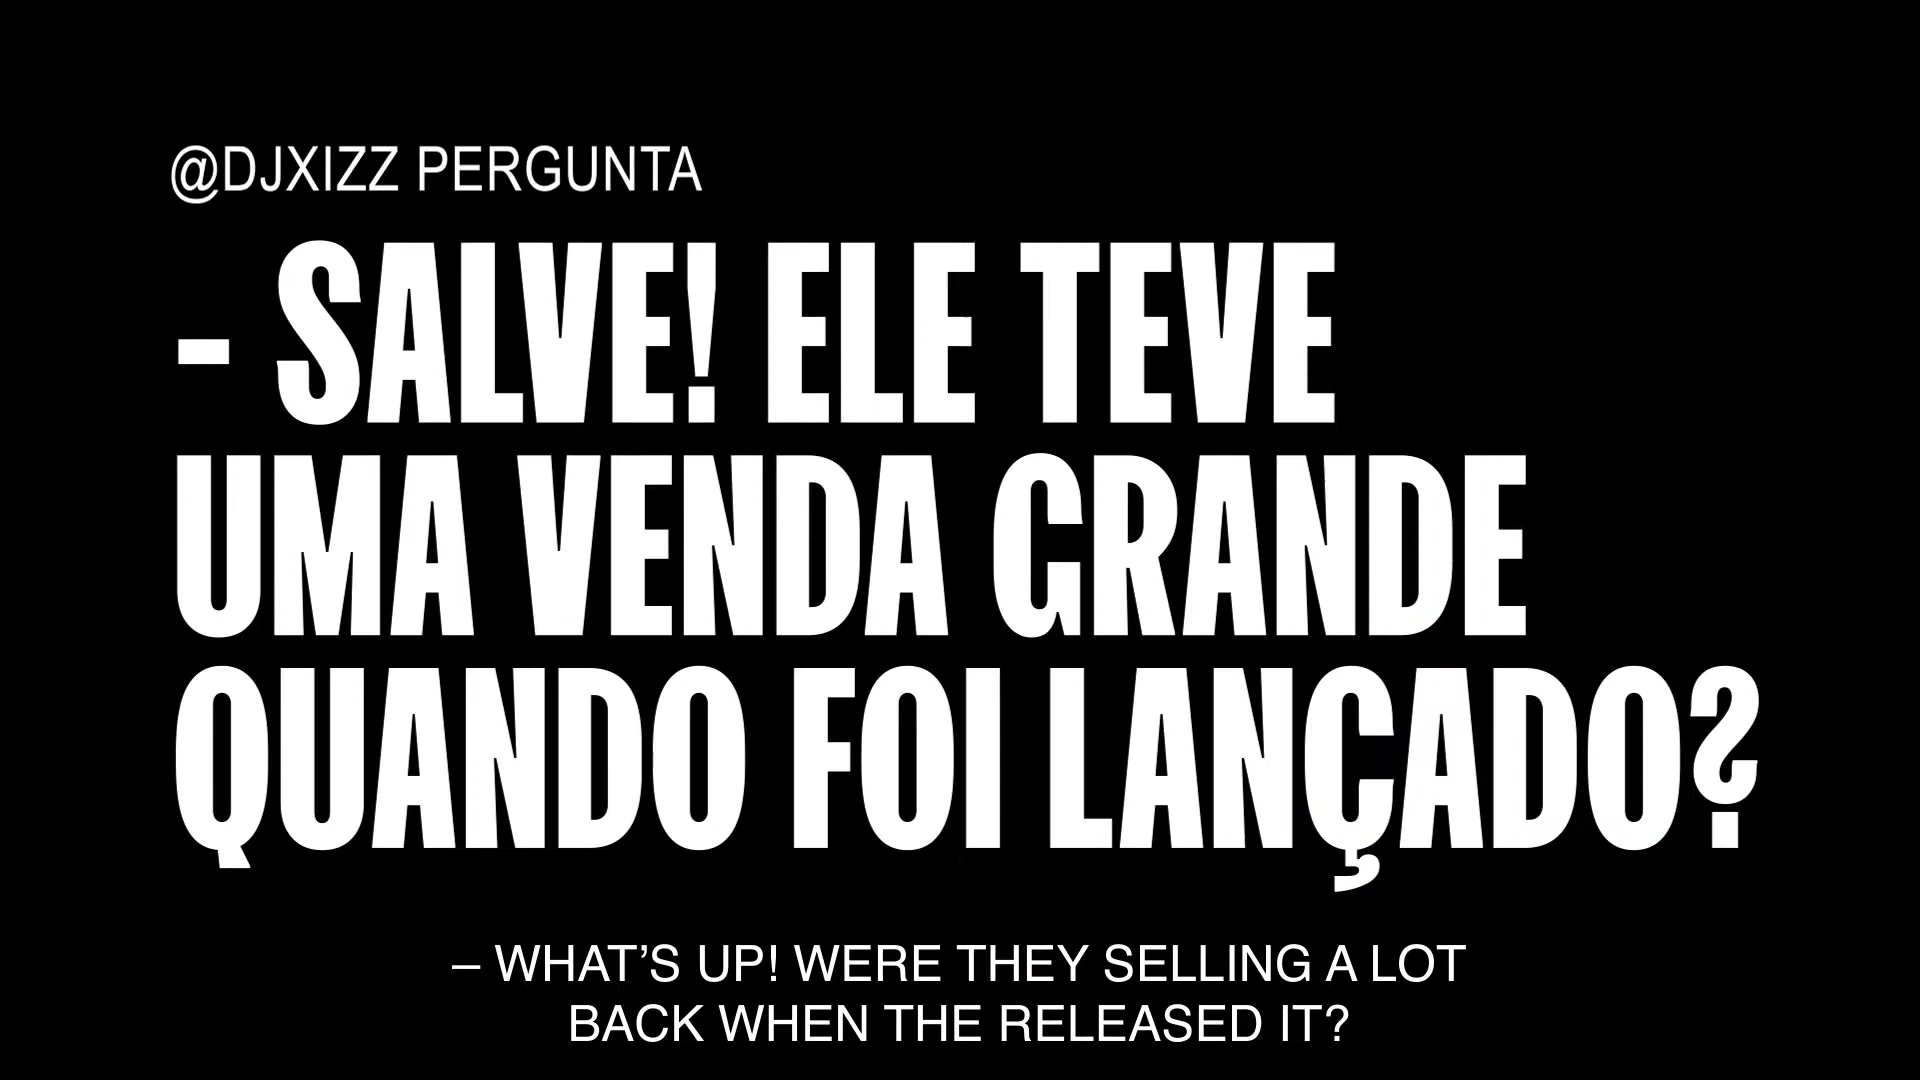 @DJXIZZ PERGUNTA
- SALVE! ELE TEVE
UMA VENDA GRANDE
QUANDO FOI LANÇADO?
– WHAT’S UP! WERE THEY SELLING A LOT
BACK WHEN THE RELEASED IT?